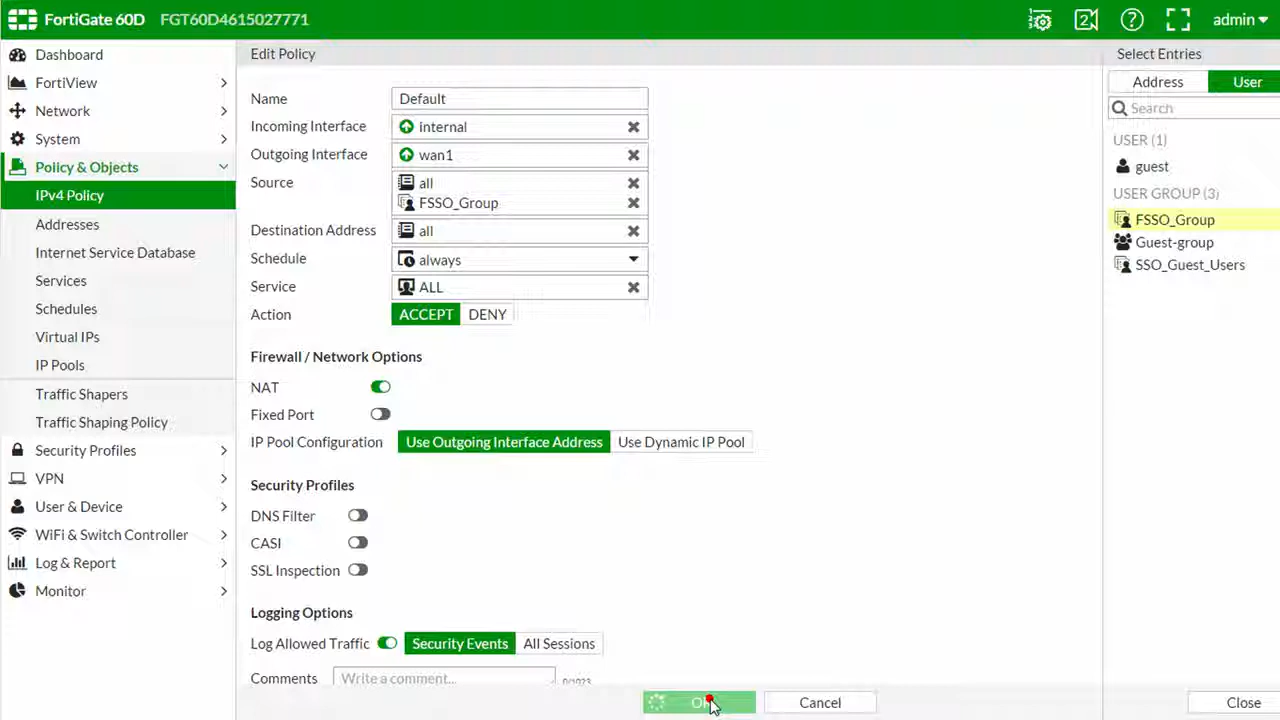 FortiGate 60D FGT60D4615027771
2
admin
Dashboard
FortiView
Network
System
Policy & Objects
IPv4 Policy
Addresses
Internet Service Database
Services
Schedules
Virtual IPs
IP Pools
Traffic Shapers
Traffic Shaping Policy
Security Profiles
VPN
User & Device
WiFi & Switch Controller
Log & Report
Monitor
Edit Policy
Name Default
Incoming Interface internal
Outgoing Interface wan1
Source all
FSSO_Group
Destination Address all
Schedule always
Service ALL
Action ACCEPT DENY
Firewall / Network Options
NAT
Fixed Port
IP Pool Configuration Use Outgoing Interface Address Use Dynamic IP Pool
Security Profiles
DNS Filter
CASI
SSL Inspection
Logging Options
Log Allowed Traffic Security Events All Sessions
Comments Write a comment...
Cancel
Select Entries
Address User
Search
USER (1)
guest
USER GROUP (3)
FSSO_Group
Guest-group
SSO_Guest_Users
Close